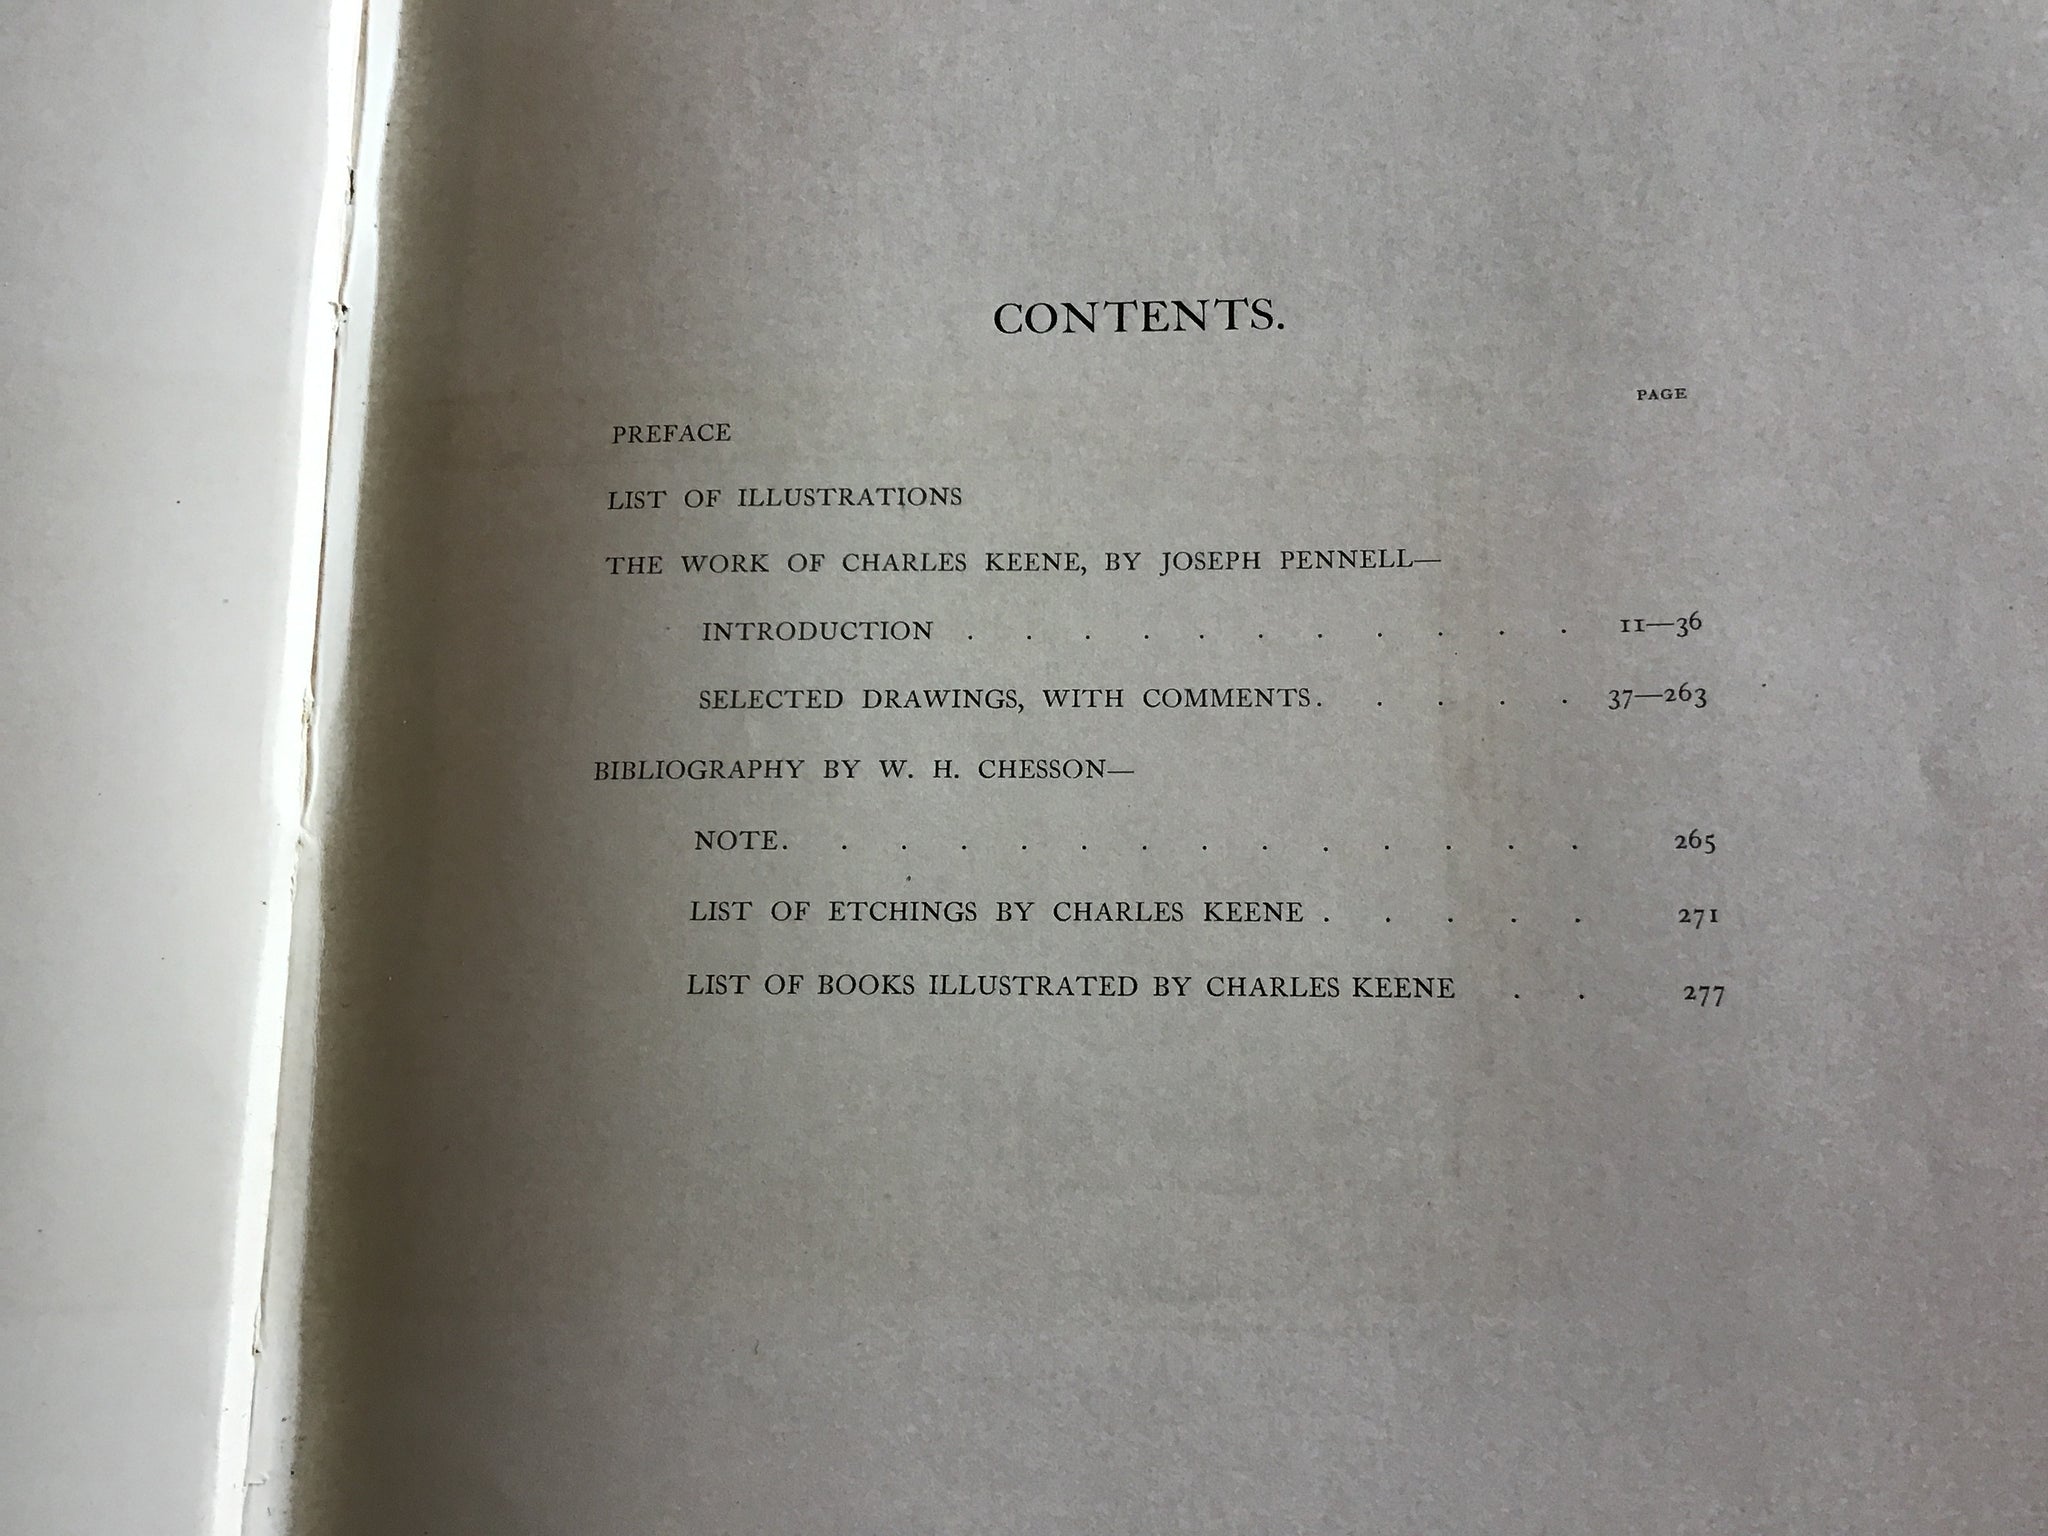 CONTENTS.
PAGE
PREFACE
LIST OF ILLUSTRATIONS
THE WORK OF CHARLES KEENE, BY JOSEPH PENNELL—
INTRODUCTION . . . . . . . . . . . 11—36
SELECTED DRAWINGS, WITH COMMENTS . . . . . 37—263
BIBLIOGRAPHY BY W. H. CHESSON—
NOTE . . . . . . . . . . . . . . 265
LIST OF ETCHINGS BY CHARLES KEENE . . . . . 271
LIST OF BOOKS ILLUSTRATED BY CHARLES KEENE . . 277